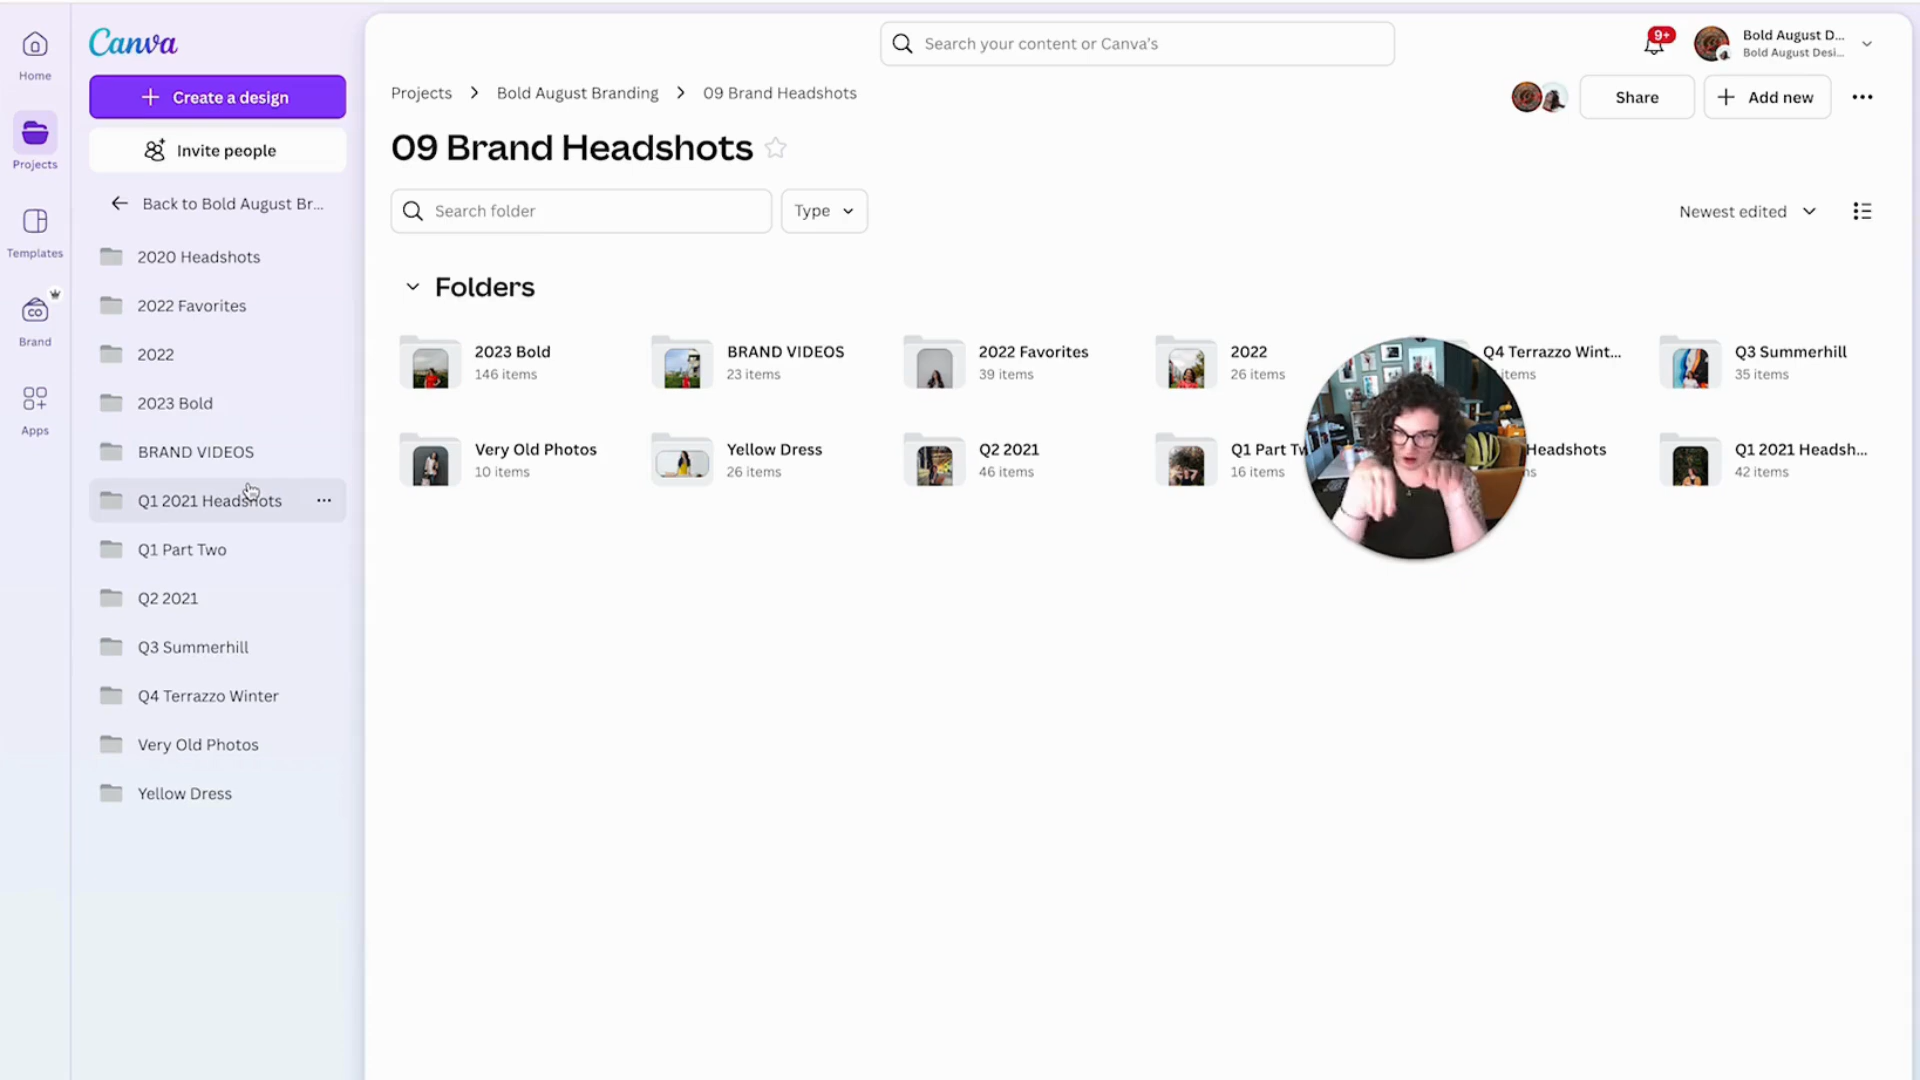 Home
Projects
Templates
CO
Brand
Apps
Canva
+ Create a design
Invite people
Back to Bold August Br...
2020 Headshots
2022 Favorites
2022
2023 Bold
BRAND VIDEOS
Q1 2021 Headshots
Q1 Part Two
Q2 2021
Q3 Summerhill
Q4 Terrazzo Winter
Very Old Photos
Yellow Dress
Search your content or Canva's
9+
Bold August D...
Bold August Desi...
Projects > Bold August Branding > 09 Brand Headshots
Share
+ Add new
09 Brand Headshots
Search folder
Type
Newest edited
Folders
2023 Bold
146 items
BRAND VIDEOS
23 items
2022 Favorites
39 items
2022
26 items
Q4 Terrazzo Wint...
items
Q3 Summerhill
35 items
Very Old Photos
10 items
Yellow Dress
26 items
Q2 2021
46 items
Q1 Part
16 items
Headshots
Q1 2021 Headsh...
42 items